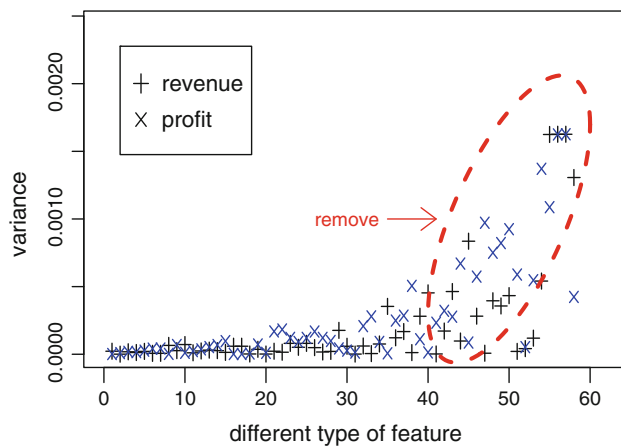 0.0020
0.0010
0.0000
variance
revenue
profit
remove
0 10 20 30 40 50 60
different type of feature